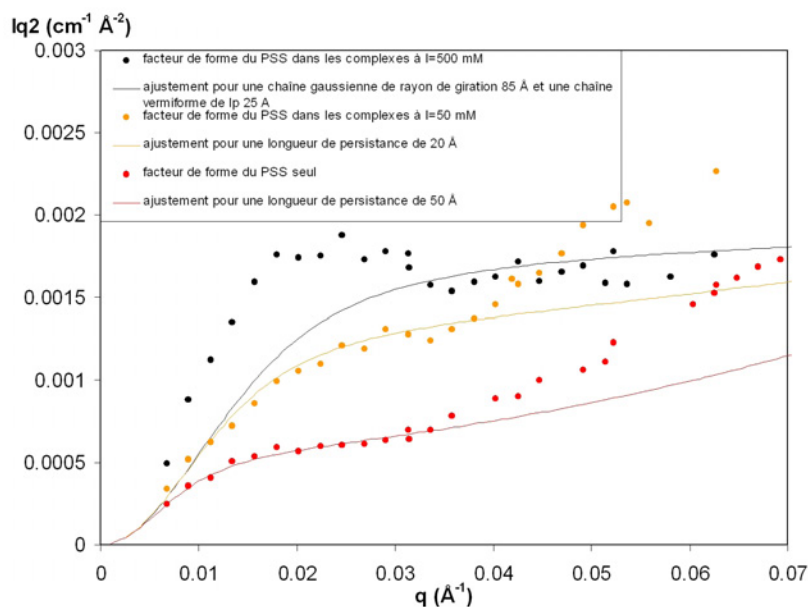 Iq2 (cm-1 Å-2)
0.003
0.0025
0.002
0.0015
0.001
0.0005
0
facteur de forme du PSS dans les complexes à I=500 mM
ajustement pour une chaîne gaussienne de rayon de giration 85 Å et une chaîne
vermiforme de lp 25 A
facteur de forme du PSS dans les complexes à I=50 mM
ajustement pour une longueur de persistance de 20 Å
facteur de forme du PSS seul
ajustement pour une longueur de persistance de 50 Å
0 0.01 0.02 0.03 0.04 0.05 0.06 0.07
q (Å-1)